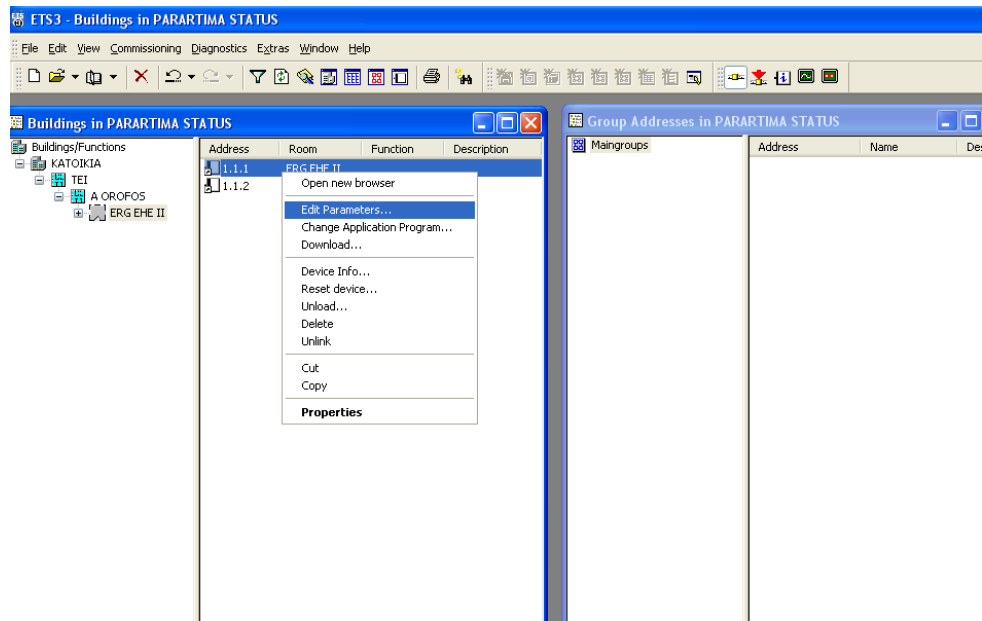 ETS3 - Buildings in PARARTIMA STATUS
File Edit View Commissioning Diagnostics Extras Window Help
Buildings in PARARTIMA STATUS
Buildings/Functions
KATOIKIA
TEI
A OROFOS
ERG EHE II
Address Room Function Description
1.1.1 ERG EHE II
1.1.2
Open new browser
Edit Parameters...
Change Application Program...
Download...
Device Info...
Reset device...
Unload...
Delete
Unlink
Cut
Copy
Properties
Group Addresses in PARARTIMA STATUS
Maingroups
Address Name Des